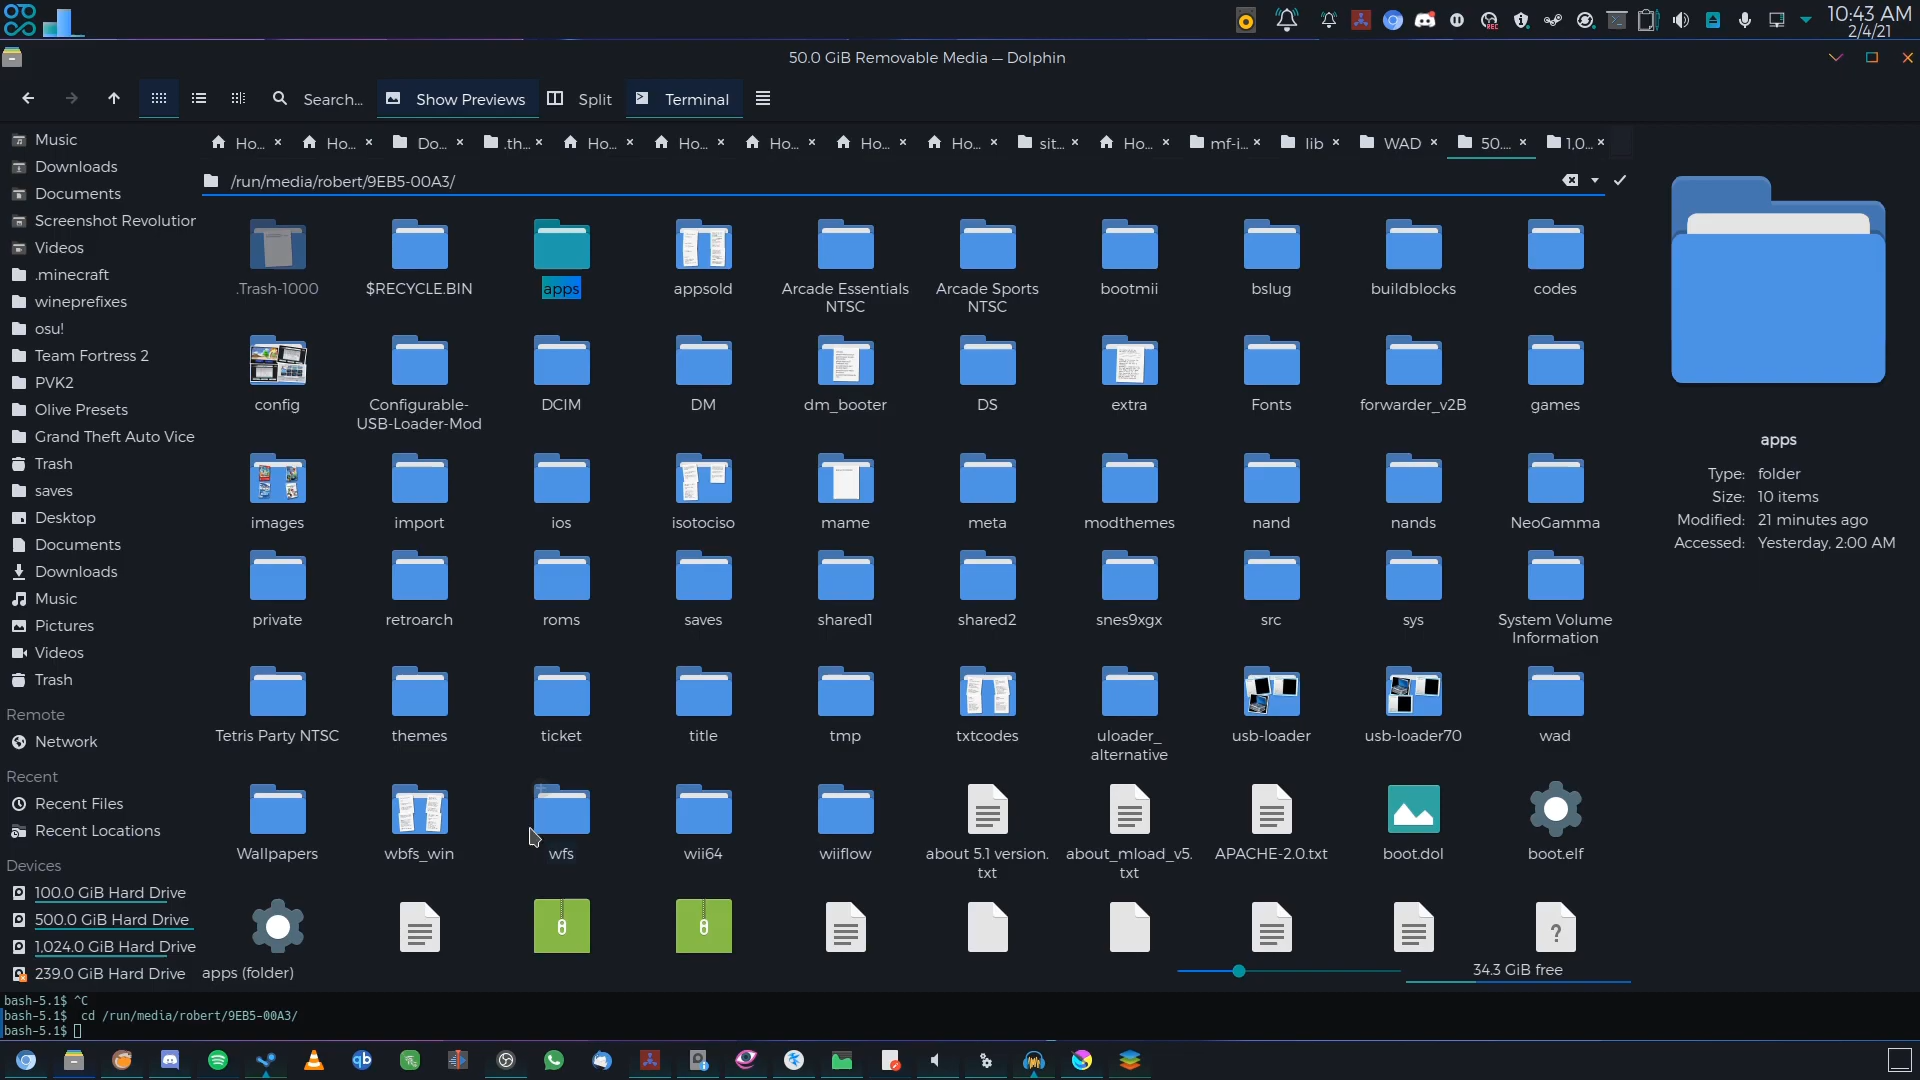 10:43 AM
2/4/21
50.0 GiB Removable Media — Dolphin
Search...
Show Previews
Split
Terminal
Ho...
Ho...
Do...
.th...
Ho...
Ho...
Ho...
Ho...
Ho...
sit...
Ho...
mf-i...
lib
WAD
50....
1,0...
/run/media/robert/9EB5-00A3/
Music
Downloads
Documents
Screenshot Revolution
Videos
.minecraft
wineprefixes
osu!
Team Fortress 2
PVK2
Olive Presets
Grand Theft Auto Vice
Trash
saves
Desktop
Documents
Downloads
Music
Pictures
Videos
Trash
Remote
Network
Recent
Recent Files
Recent Locations
Devices
100.0 GiB Hard Drive
500.0 GiB Hard Drive
1,024.0 GiB Hard Drive
239.0 GiB Hard Drive
.Trash-1000
$RECYCLE.BIN
apps
appsold
Arcade Essentials
NTSC
Arcade Sports
NTSC
bootmii
bslug
buildblocks
codes
config
Configurable-
USB-Loader-Mod
DCIM
DM
dm_booter
DS
extra
Fonts
forwarder_v2B
games
images
import
ios
isotociso
mame
meta
modthemes
nand
nands
NeoGamma
private
retroarch
roms
saves
shared1
shared2
snes9xgx
src
sys
System Volume
Information
Tetris Party NTSC
themes
ticket
title
tmp
txtcodes
uloader_
alternative
usb-loader
usb-loader70
wad
Wallpapers
wbfs_win
wfs
wii64
wiiflow
about 5.1 version.
txt
about_mload_v5.
txt
APACHE-2.0.txt
boot.dol
boot.elf
apps
Type: folder
Size: 10 items
Modified: 21 minutes ago
Accessed: Yesterday, 2:00 AM
apps (folder)
34.3 GiB free
bash-5.1$ ^C
bash-5.1$ cd /run/media/robert/9EB5-00A3/
bash-5.1$